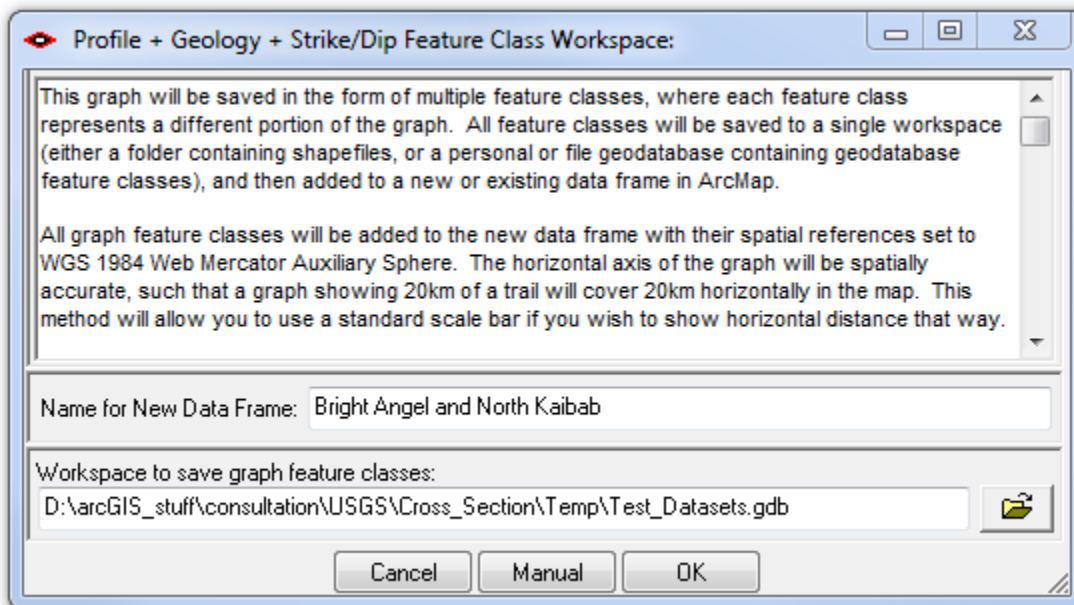 Profile + Geology + Strike/Dip Feature Class Workspace:
This graph will be saved in the form of multiple feature classes, where each feature class
represents a different portion of the graph.  All feature classes will be saved to a single workspace
(either a folder containing shapefiles, or a personal or file geodatabase containing geodatabase
feature classes), and then added to a new or existing data frame in ArcMap.
All graph feature classes will be added to the new data frame with their spatial references set to
WGS 1984 Web Mercator Auxiliary Sphere.  The horizontal axis of the graph will be spatially
accurate, such that a graph showing 20km of a trail will cover 20km horizontally in the map.  This
method will allow you to use a standard scale bar if you wish to show horizontal distance that way.
Name for New Data Frame: Bright Angel and North Kaibab
Workspace to save graph feature classes:
D:\arcGIS_stuff\consultation\USGS\Cross_Section\Temp\Test_Datasets.gdb
Cancel Manual OK